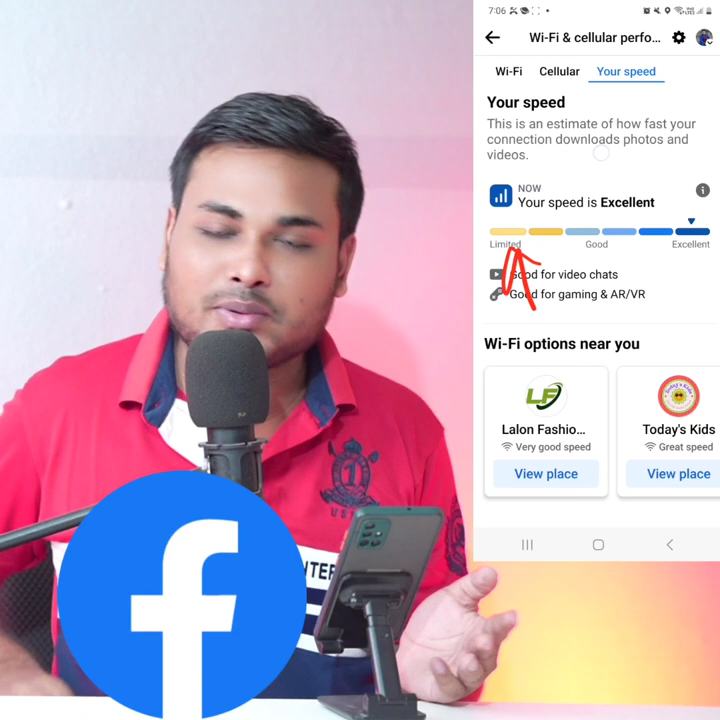 7:06
Wi-Fi & cellular perfo...
Wi-Fi
Cellular
Your speed
Your speed
This is an estimate of how fast your
connection downloads photos and
videos.
NOW
Your speed is Excellent
Limited
Good
Excellent
Good for video chats
Good for gaming & AR/VR
Wi-Fi options near you
LF
Lalon Fashio...
Very good speed
View place
Today's Kids
Great speed
View place
1
f